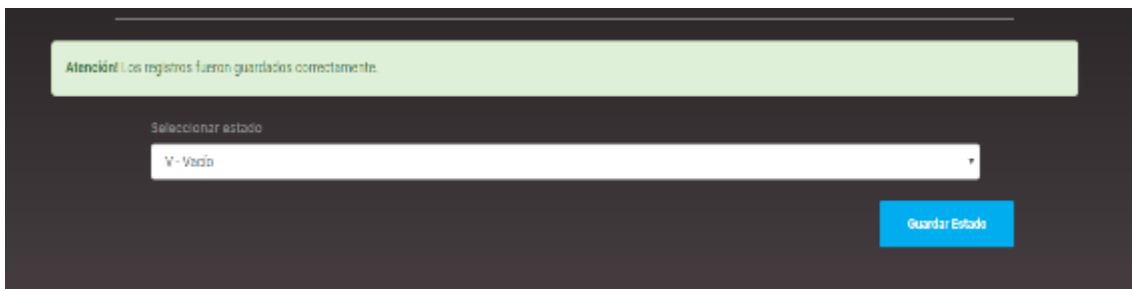 Atención! Los registros fueron guardados correctamente.
Seleccionar estado
V - Vacío
Guardar Estado